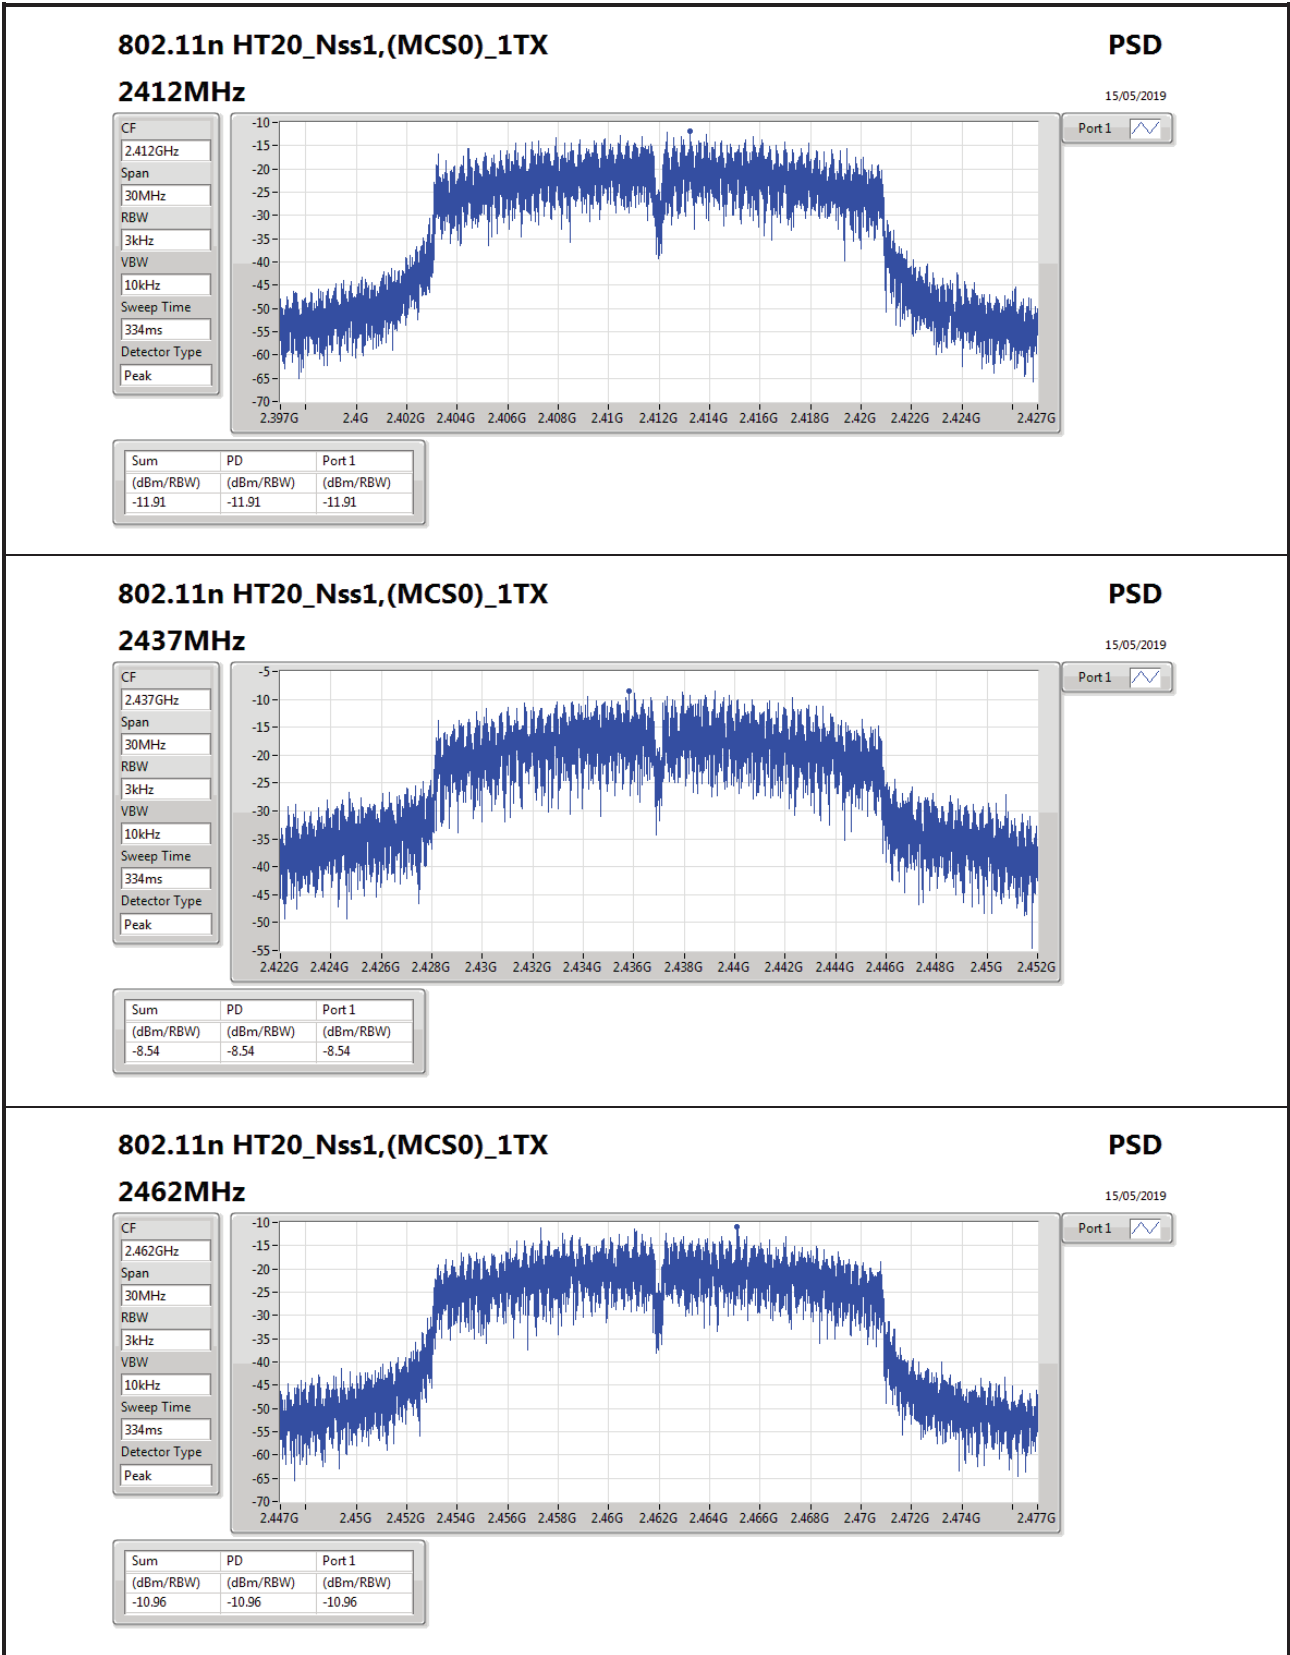 802.11n HT20_Nss1,(MCS0)_1TX PSD
2412MHz 15/05/2019
CF
2.412GHz
Span
30MHz
RBW
3kHz
VBW
10kHz
Sweep Time
334ms
Detector Type
Peak
-10
-15
-20
-25
-30
-35
-40
-45
-50
-55
-60
-65
-70
2.397G 2.4G 2.402G 2.404G 2.406G 2.408G 2.41G 2.412G 2.414G 2.416G 2.418G 2.42G 2.422G 2.424G 2.427G
Port 1
Sum PD Port 1
(dBm/RBW) (dBm/RBW) (dBm/RBW)
-11.91 -11.91 -11.91
802.11n HT20_Nss1,(MCS0)_1TX PSD
2437MHz 15/05/2019
CF
2.437GHz
Span
30MHz
RBW
3kHz
VBW
10kHz
Sweep Time
334ms
Detector Type
Peak
-5
-10
-15
-20
-25
-30
-35
-40
-45
-50
-55
2.422G 2.424G 2.426G 2.428G 2.43G 2.432G 2.434G 2.436G 2.438G 2.44G 2.442G 2.444G 2.446G 2.448G 2.45G 2.452G
Port 1
Sum PD Port 1
(dBm/RBW) (dBm/RBW) (dBm/RBW)
-8.54 -8.54 -8.54
802.11n HT20_Nss1,(MCS0)_1TX PSD
2462MHz 15/05/2019
CF
2.462GHz
Span
30MHz
RBW
3kHz
VBW
10kHz
Sweep Time
334ms
Detector Type
Peak
-10
-15
-20
-25
-30
-35
-40
-45
-50
-55
-60
-65
-70
2.447G 2.45G 2.452G 2.454G 2.456G 2.458G 2.46G 2.462G 2.464G 2.466G 2.468G 2.47G 2.472G 2.474G 2.477G
Port 1
Sum PD Port 1
(dBm/RBW) (dBm/RBW) (dBm/RBW)
-10.96 -10.96 -10.96